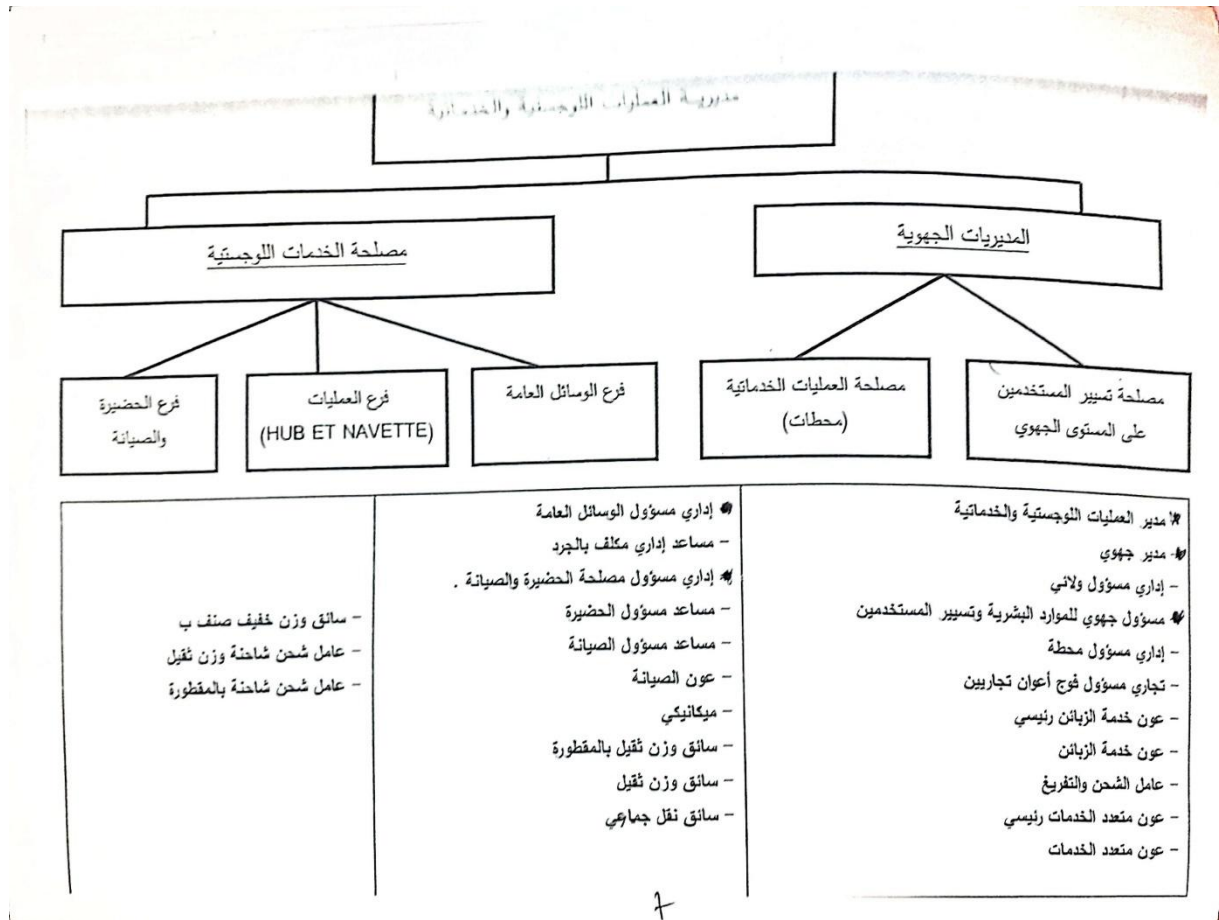 مديرية العمليات اللوجستية والخدماتية
المديريات الجهوية
مصلحة الخدمات اللوجستية
مصلحة تسيير المستخدمين
على المستوى الجهوي
مصلحة العمليات الخدماتية
(محطات)
فرع الوسائل العامة
فرع العمليات
(HUB ET NAVETTE)
فرع الحضيرة
والصيانة
مدير العمليات اللوجستية والخدماتية
- مدير جهوي
- إداري مسؤول ولائي
مسؤول جهوي للموارد البشرية وتسيير المستخدمين
- إداري مسؤول محطة
- تجاري مسؤول فوج أعوان تجاريين
- عون خدمة الزبائن رئيسي
- عون خدمة الزبائن
- عامل الشحن والتفريغ
- عون متعدد الخدمات رئيسي
- عون متعدد الخدمات
إداري مسؤول الوسائل العامة
- مساعد إداري مكلف بالجرد
إداري مسؤول مصلحة الحضيرة والصيانة .
- مساعد مسؤول الحضيرة
- مساعد مسؤول الصيانة
- عون الصيانة
- ميكانيكي
- سائق وزن ثقيل بالمقطورة
- سائق وزن ثقيل
- سائق نقل جماعي
- سائق وزن خفيف صنف ب
- عامل شحن شاحنة وزن ثقيل
- عامل شحن شاحنة بالمقطورة
7